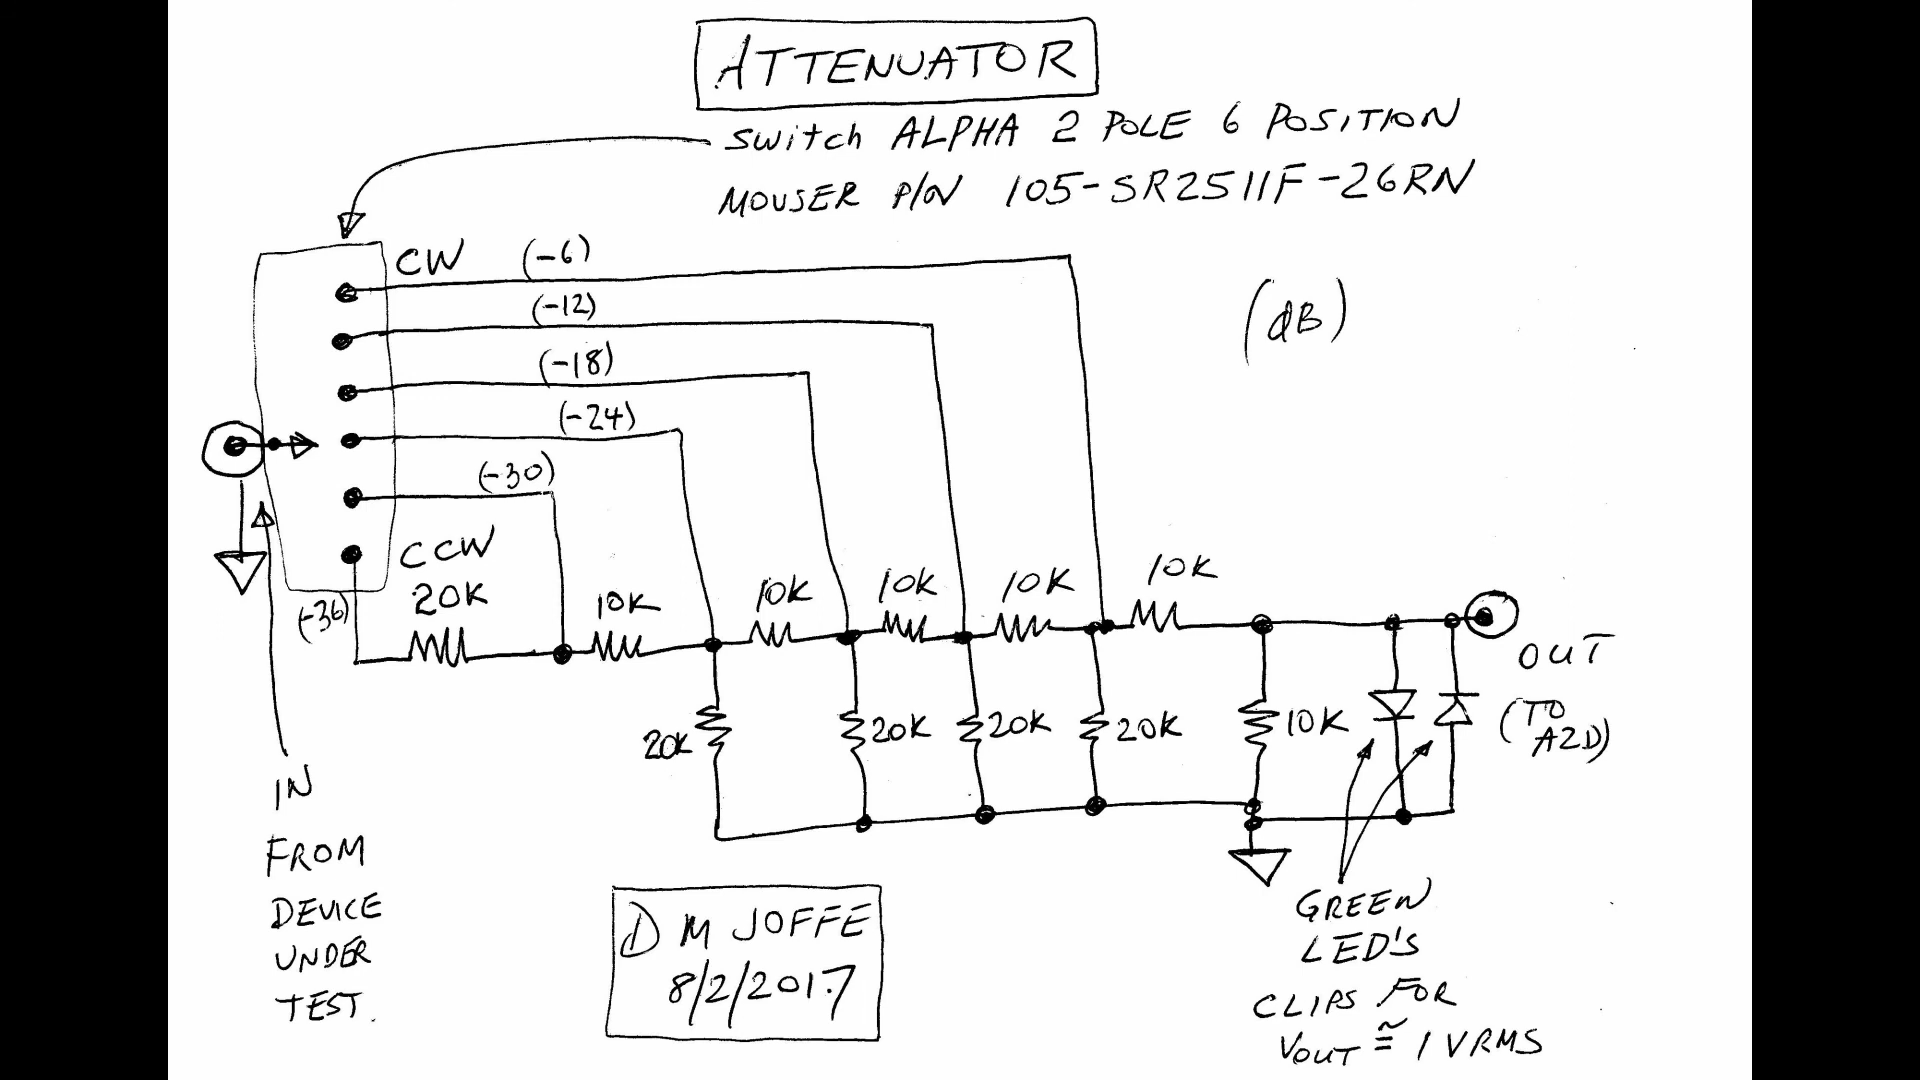 ATTENUATOR
Switch ALPHA 2 POLE 6 POSITION
MOUSER P/N 105-SR2511F-26RN
CW
(-6)
(-12)
(dB)
(-18)
(-24)
(-30)
CCW
(-36)
20K
10K
10K
10K
10K
10K
OUT
(TO A2D)
20K
20K
20K
20K
10K
IN
FROM
DEVICE
UNDER
TEST.
GREEN
LED'S
CLIPS FOR
VOUT ≅ 1 VRMS
D M JOFFE
8/2/2017